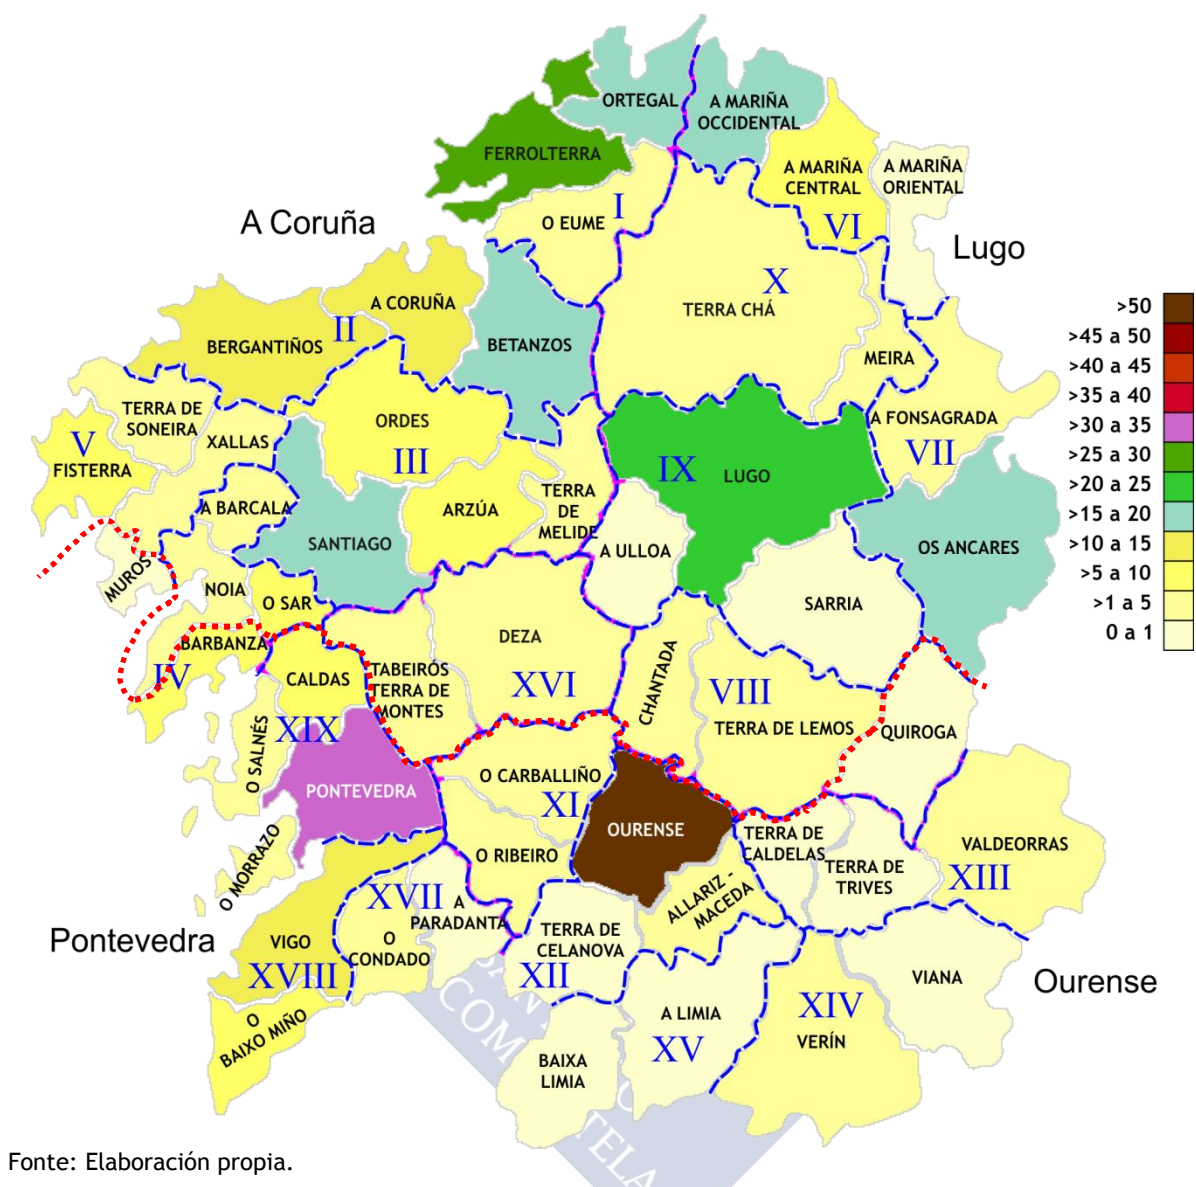 ORTEGAL
A MARIÑA
OCCIDENTAL
FERROLTERRA
A MARIÑA
CENTRAL
A MARIÑA
ORIENTAL
A Coruña
O EUME
I
VI
Lugo
X
TERRA CHÁ
A CORUÑA
II
BERGANTIÑOS
BETANZOS
MEIRA
>50
>45 a 50
>40 a 45
>35 a 40
>30 a 35
>25 a 30
>20 a 25
>15 a 20
>10 a 15
>5 a 10
>1 a 5
0 a 1
TERRA DE
SONEIRA
XALLAS
ORDES
A FONSAGRADA
V
FISTERRA
III
IX
LUGO
VII
A BARCALA
ARZÚA
TERRA
DE
MELIDE
SANTIAGO
A ULLOA
OS ANCARES
MUROS
NOIA
O SAR
SARRIA
BARBANZA
IV
DEZA
CALDAS
TABEIRÓS
TERRA DE
MONTES
XVI
CHANTADA
VIII
TERRA DE LEMOS
QUIROGA
XIX
O SALNÉS
PONTEVEDRA
O CARBALLIÑO
XI
OURENSE
O MORRAZO
O RIBEIRO
TERRA DE
CALDELAS
TERRA DE
TRIVES
VALDEORRAS
XIII
ALLARIZ -
MACEDA
XVII
A
PARADANTA
Pontevedra
VIGO
XVIII
O
CONDADO
TERRA DE
CELANOVA
XII
VIANA
Ourense
O
BAIXO MIÑO
A LIMIA
XV
XIV
VERÍN
BAIXA
LIMIA
COM
TELA
Fonte: Elaboración propia.